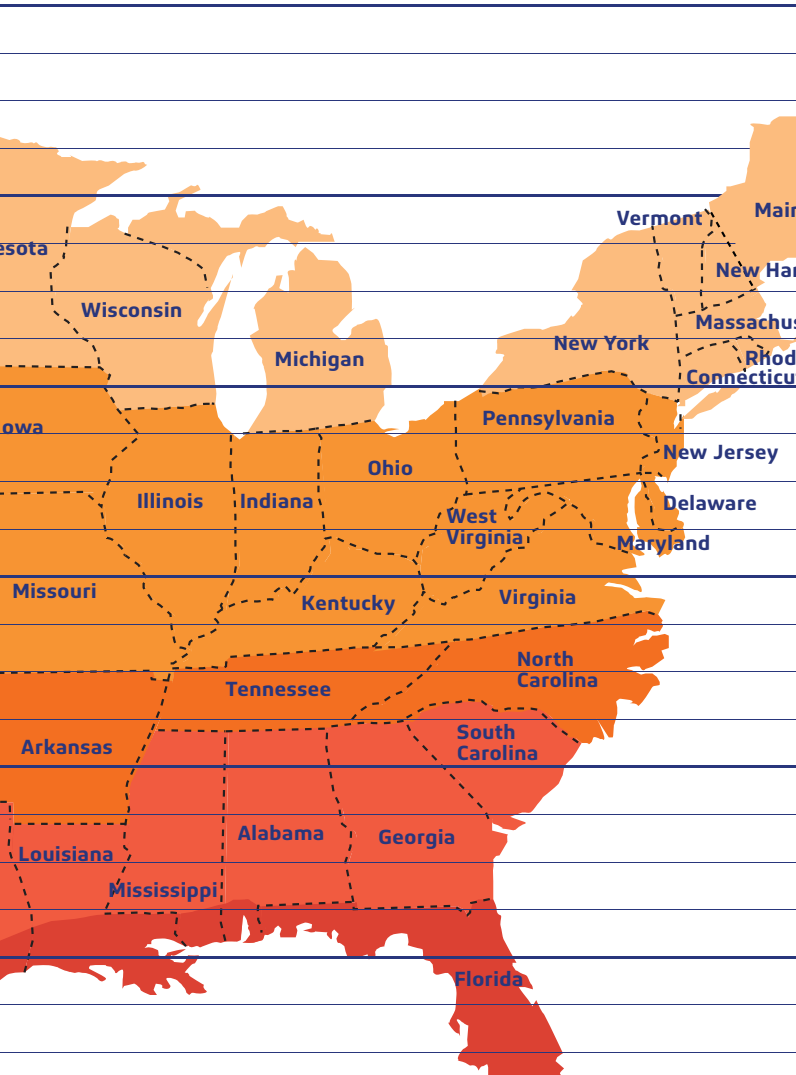 Vermont
Mair
esota
New Har
Wisconsin
Massachus
New York
Michigan
Rhod
Connecticu
Pennsylvania
owa
New Jersey
Ohio
Illinois
Indiana
Delaware
West
Virginia
Maryland
Missouri
Kentucky
Virginia
North
Carolina
Tennessee
South
Carolina
Arkansas
Alabama
Georgia
Louisiana
Mississippi
Florida